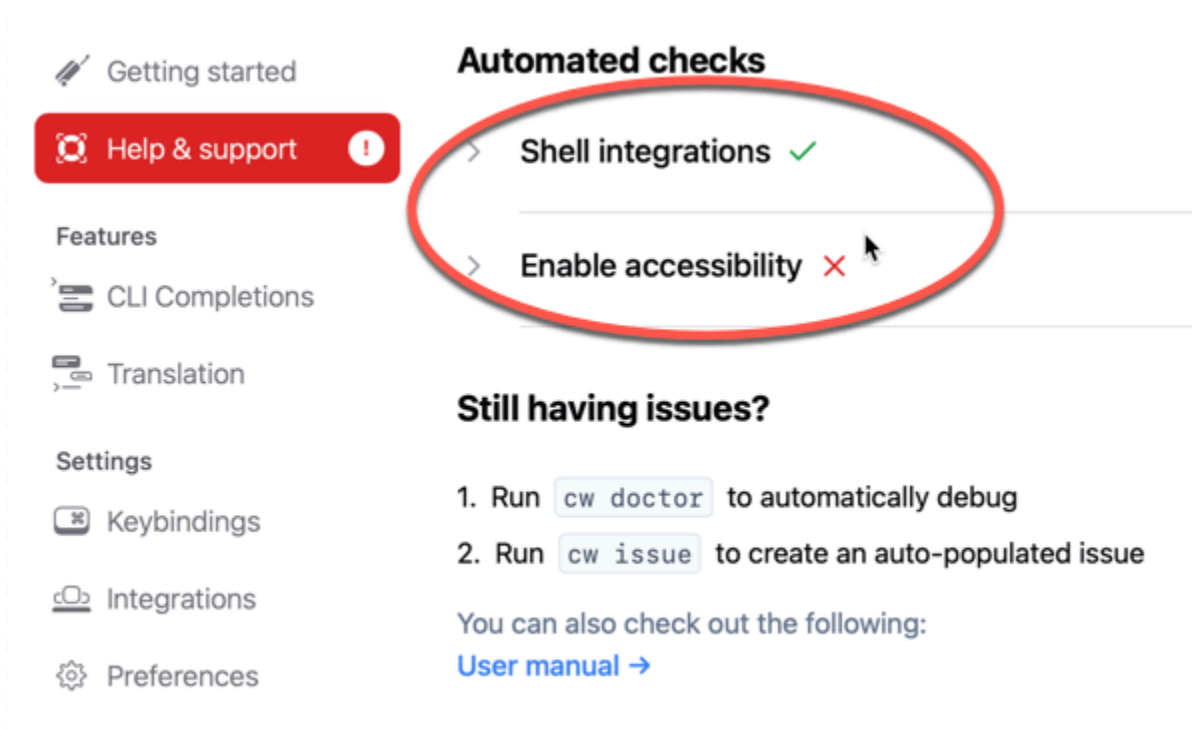 Getting started
Help & support !
Features
CLI Completions
Translation
Settings
Keybindings
Integrations
Preferences
Automated checks
Shell integrations
Enable accessibility
Still having issues?
1. Run cw doctor to automatically debug
2. Run cw issue to create an auto-populated issue
You can also check out the following:
User manual →